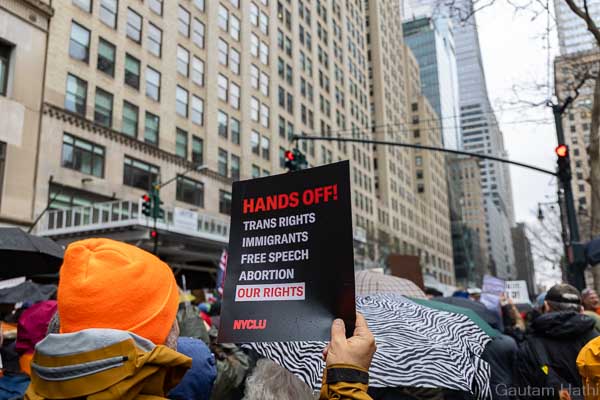 HANDS OFF!
TRANS RIGHTS
IMMIGRANTS
FREE SPEECH
ABORTION
OUR RIGHTS
NYCLU
Gautam Hathi